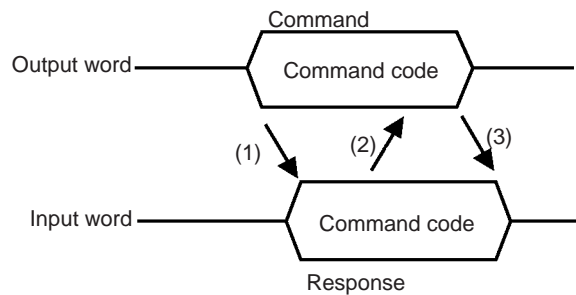 Command
Output word
Command code
(1)
(2)
(3)
Input word
Command code
Response